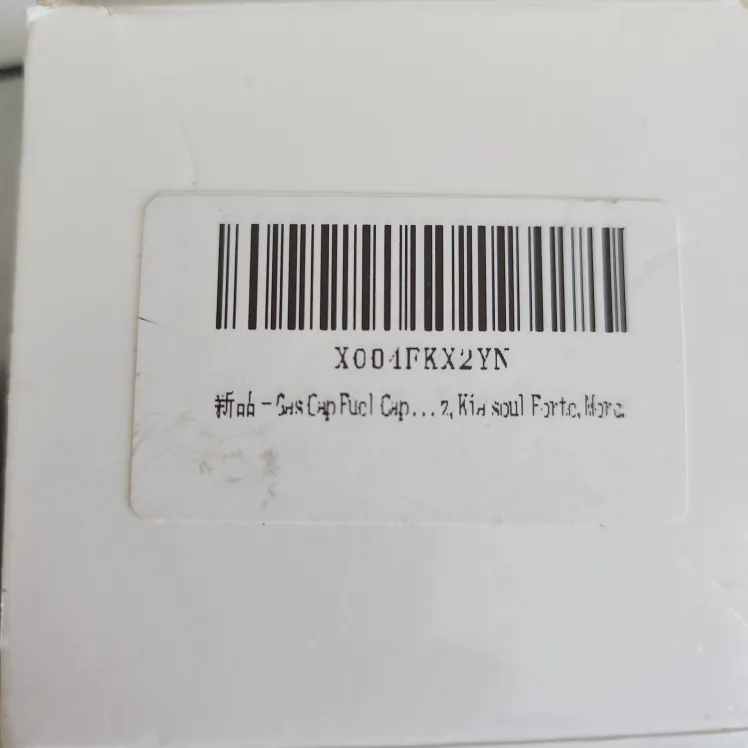 X004FKX2YN
新品 - Gas Cap Fuel Cap...z, Kia soul Forte, More.